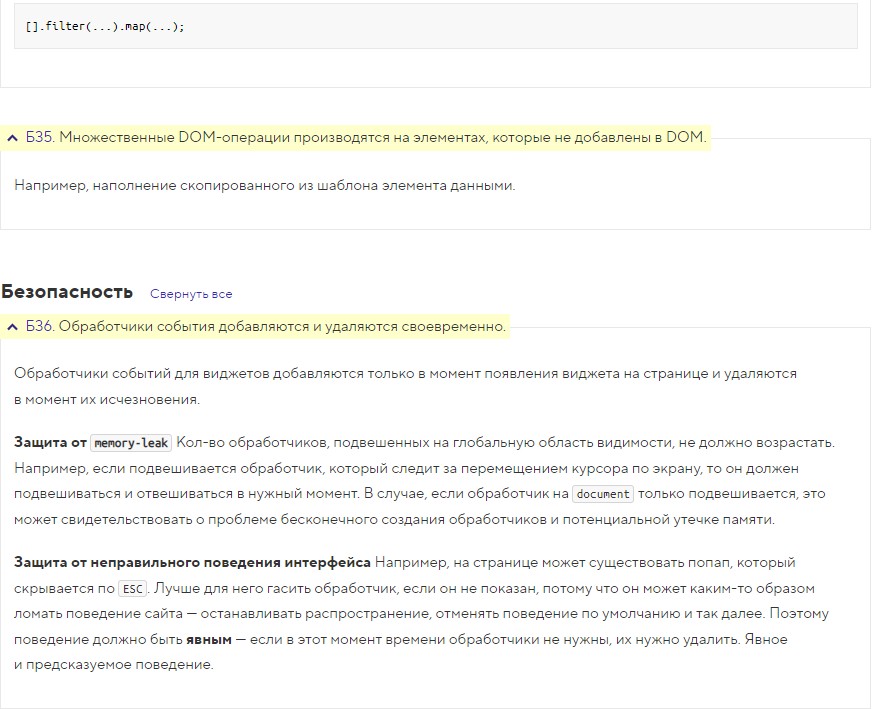 [].filter(...).map(...);
Б35. Множественные DOM-операции производятся на элементах, которые не добавлены в DOM.
Например, наполнение скопированного из шаблона элемента данными.
Безопасность Свернуть все
Б36. Обработчики события добавляются и удаляются своевременно.
Обработчики событий для виджетов добавляются только в момент появления виджета на странице и удаляются
в момент их исчезновения.
Защита от memory-leak Кол-во обработчиков, подвешенных на глобальную область видимости, не должно возрастать.
Например, если подвешивается обработчик, который следит за перемещением курсора по экрану, то он должен
подвешиваться и отвешиваться в нужный момент. В случае, если обработчик на document только подвешивается, это
может свидетельствовать о проблеме бесконечного создания обработчиков и потенциальной утечке памяти.
Защита от неправильного поведения интерфейса Например, на странице может существовать попап, который
скрывается по ESC. Лучше для него гасить обработчик, если он не показан, потому что он может каким-то образом
ломать поведение сайта — останавливать распространение, отменять поведение по умолчанию и так далее. Поэтому
поведение должно быть явным — если в этот момент времени обработчики не нужны, их нужно удалить. Явное
и предсказуемое поведение.